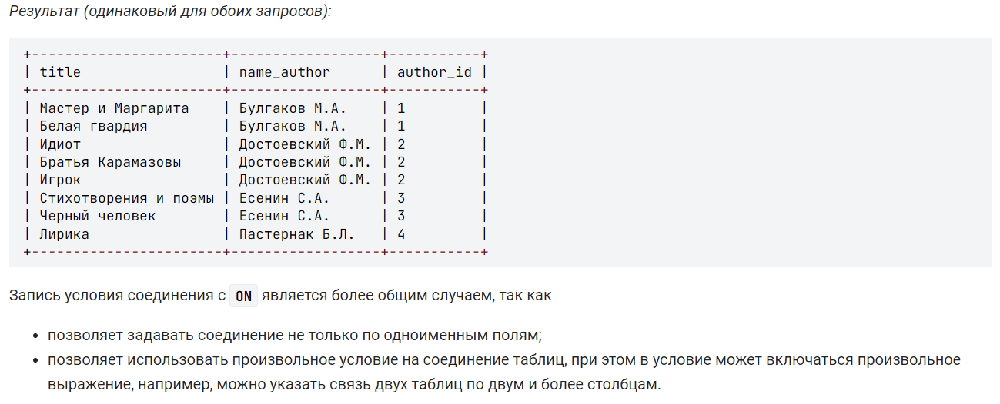 Результат (одинаковый для обоих запросов):
+-----------------------+------------------+-----------+
| title                 | name_author      | author_id |
+-----------------------+------------------+-----------+
| Мастер и Маргарита    | Булгаков М.А.    | 1         |
| Белая гвардия         | Булгаков М.А.    | 1         |
| Идиот                 | Достоевский Ф.М. | 2         |
| Братья Карамазовы     | Достоевский Ф.М. | 2         |
| Игрок                 | Достоевский Ф.М. | 2         |
| Стихотворения и поэмы | Есенин С.А.      | 3         |
| Черный человек        | Есенин С.А.      | 3         |
| Лирика                | Пастернак Б.Л.   | 4         |
+-----------------------+------------------+-----------+
Запись условия соединения с ON является более общим случаем, так как
• позволяет задавать соединение не только по одноименным полям;
• позволяет использовать произвольное условие на соединение таблиц, при этом в условие может включаться произвольное
выражение, например, можно указать связь двух таблиц по двум и более столбцам.